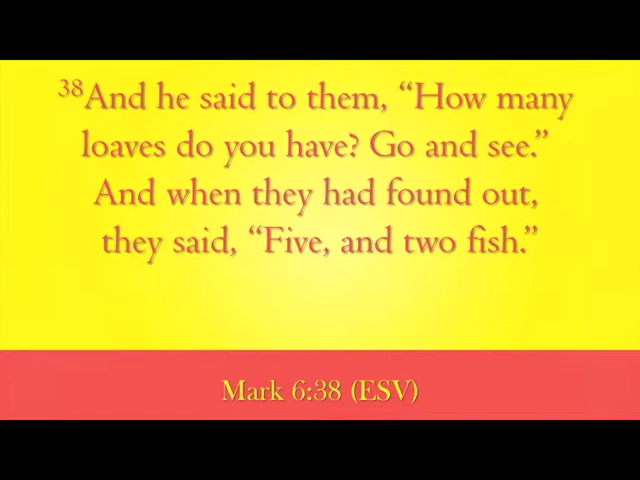 38And he said to them, “How many
loaves do you have? Go and see.”
And when they had found out,
they said, “Five, and two fish.”
Mark 6:38 (ESV)